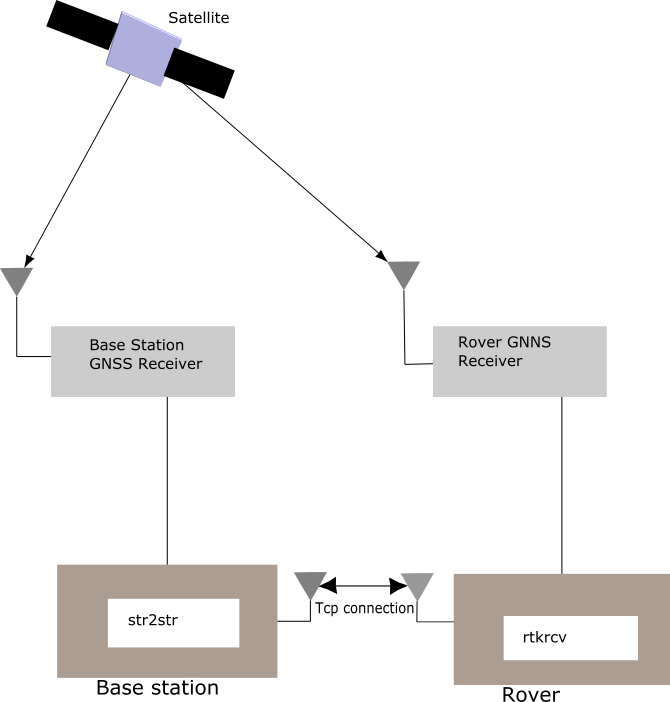 Satellite
Base Station
GNSS Receiver
Rover GNNS
Receiver
Tcp connection
str2str
rtkrcv
Base station
Rover